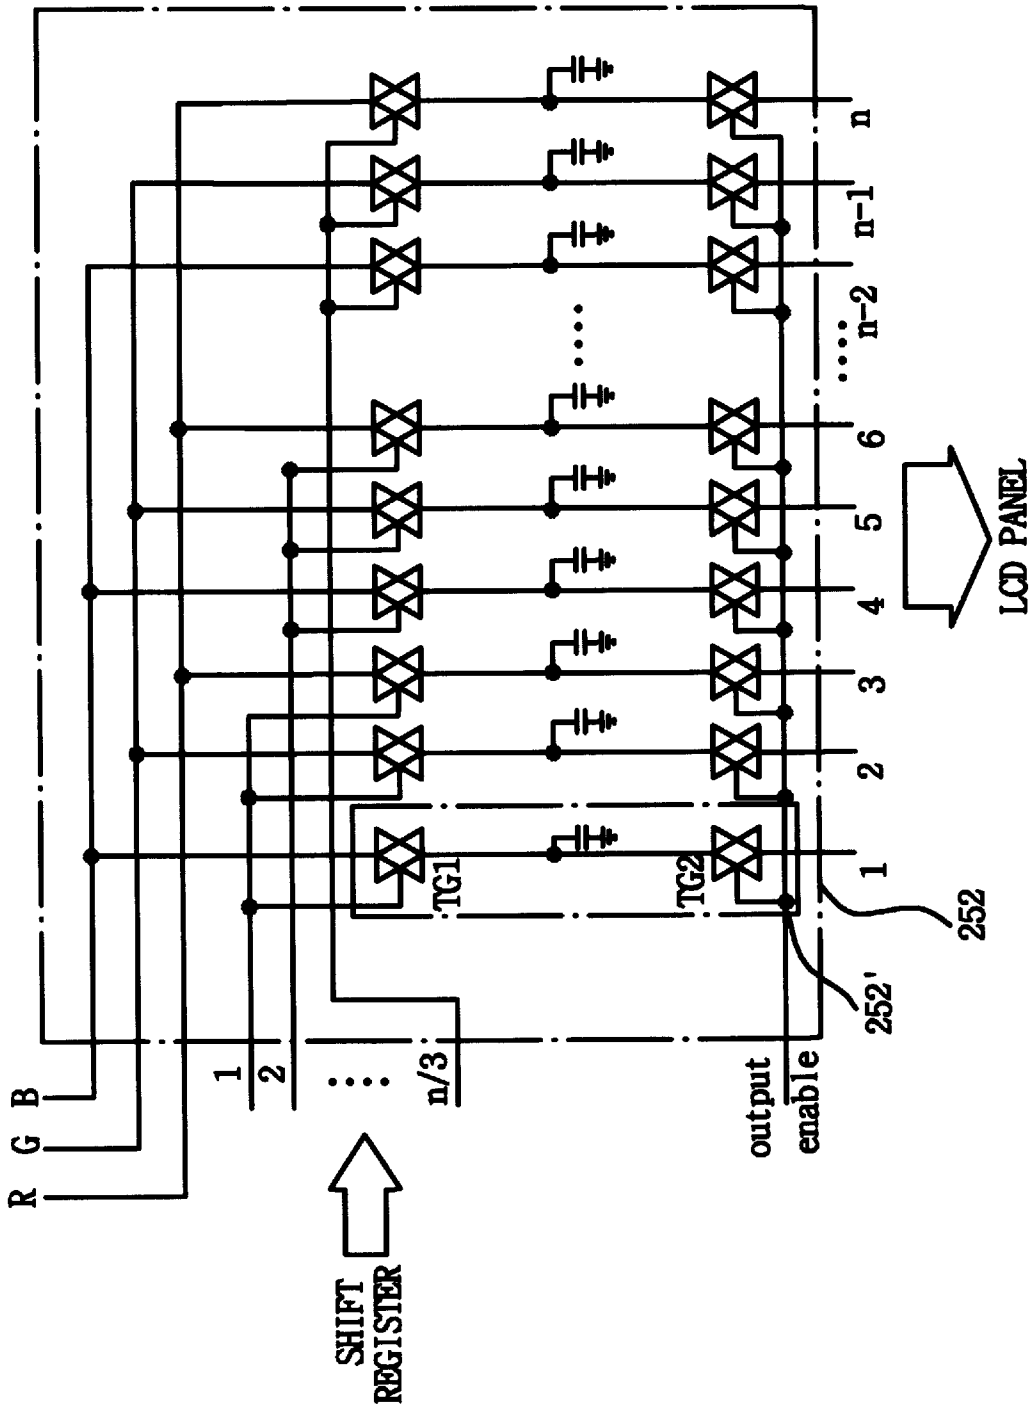 R
G
B
SHIFT
REGISTER
1
2
.....
n/3
output
enable
TG1
TG2
252'
252
1
2
3
4
5
6
.....
n-2
n-1
n
.....
LCD PANEL